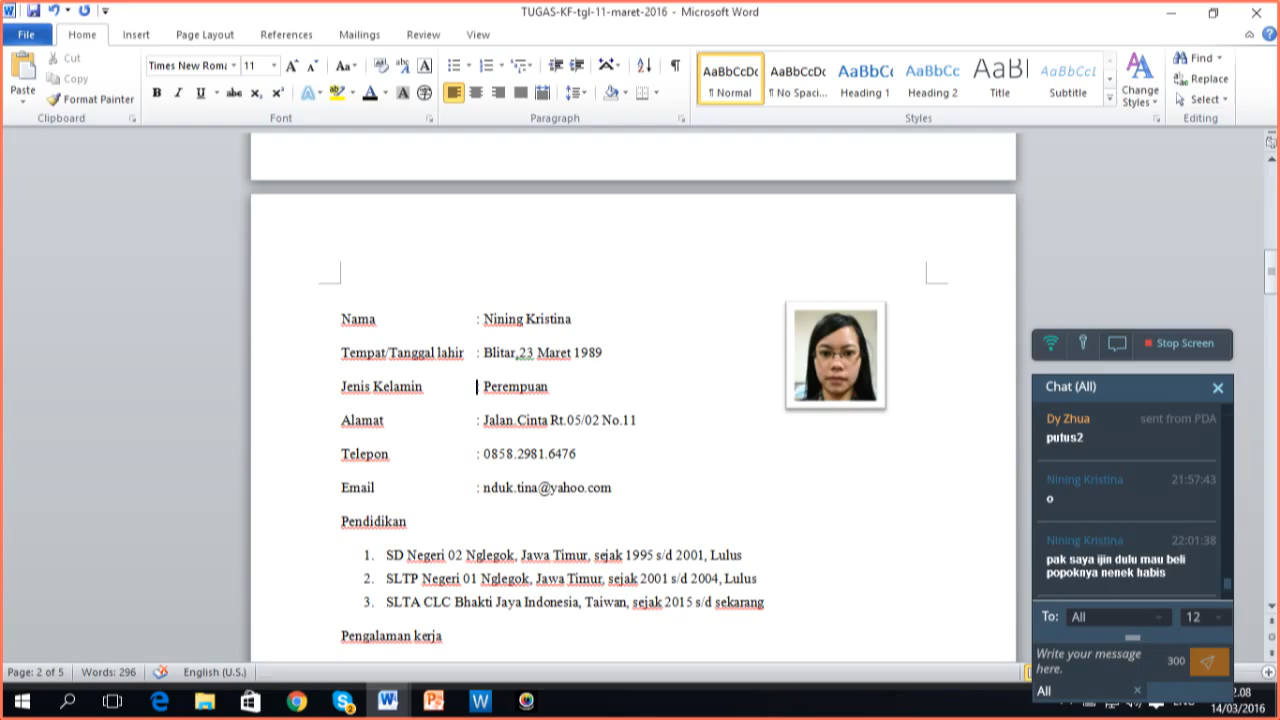 TUGAS-KF-tgl-11-maret-2016 - Microsoft Word
File Home Insert Page Layout References Mailings Review View
Cut
Copy
Format Painter
Paste
Clipboard
Times New Roma 11
Font
Paragraph
AaBbCcDc AaBbCcDc AaBbCc AaBbCc AaBl AaBbCcL
¶ Normal ¶ No Spaci... Heading 1 Heading 2 Title Subtitle
Change Styles
Styles
Find
Replace
Select
Editing
Nama : Nining Kristina
Tempat/Tanggal lahir : Blitar,23 Maret 1989
Jenis Kelamin Perempuan
Alamat : Jalan Cinta Rt.05/02 No.11
Telepon : 0858.2981.6476
Email : nduk.tina@yahoo.com
Pendidikan
1. SD Negeri 02 Nglegok, Jawa Timur, sejak 1995 s/d 2001, Lulus
2. SLTP Negeri 01 Nglegok, Jawa Timur, sejak 2001 s/d 2004, Lulus
3. SLTA CLC Bhakti Jaya Indonesia, Taiwan, sejak 2015 s/d sekarang
Pengalaman kerja
Stop Screen
Chat (All)
Dy Zhua sent from PDA
putus2
Nining Kristina 21:57:43
o
Nining Kristina 22:01:38
pak saya ijin dulu mau beli
popoknya nenek habis
To: All 12
Write your message
here.
300
All
Page: 2 of 5 Words: 296 English (U.S.)
2.08
14/03/2016